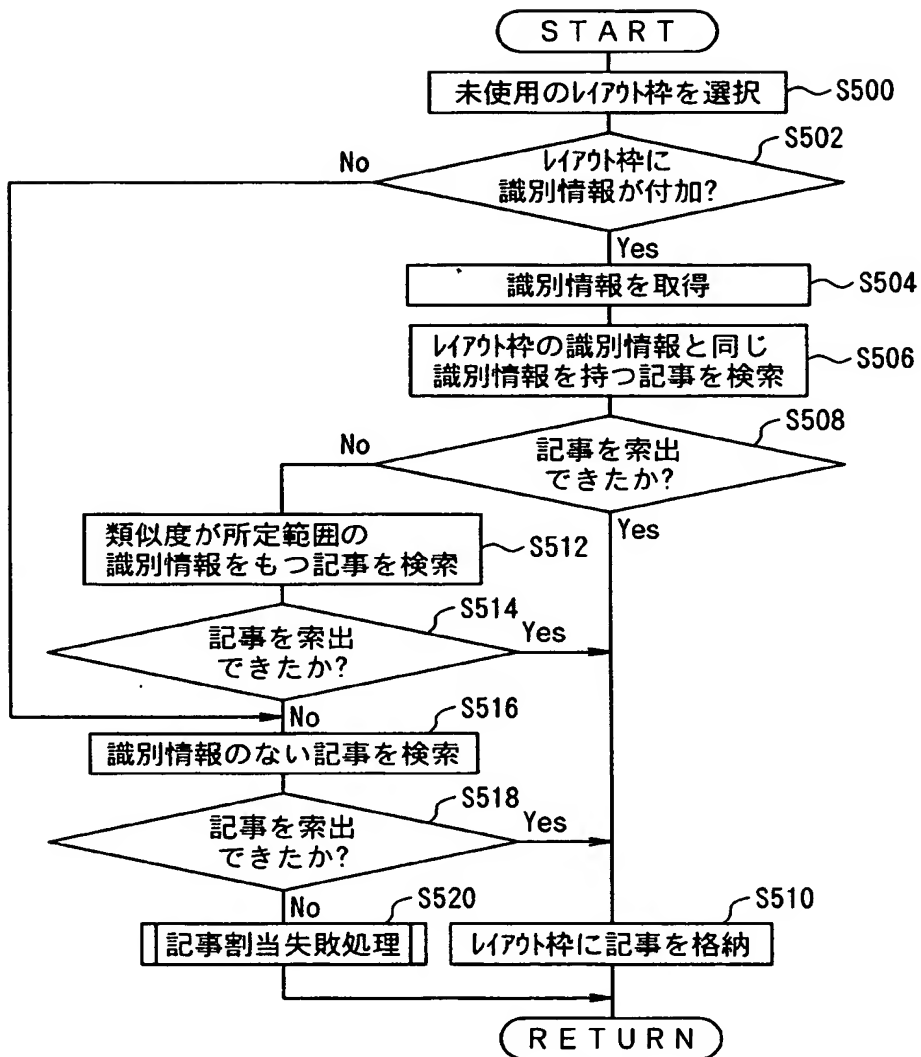 START
未使用のレイアウト枠を選択
S500
レイアウト枠に
識別情報が付加?
S502
No
Yes
識別情報を取得
S504
レイアウト枠の識別情報と同じ
識別情報を持つ記事を検索
S506
記事を索出
できたか?
S508
No
Yes
類似度が所定範囲の
識別情報をもつ記事を検索
S512
記事を索出
できたか?
S514
Yes
No
識別情報のない記事を検索
S516
記事を索出
できたか?
S518
Yes
No
記事割当失敗処理
S520
レイアウト枠に記事を格納
S510
RETURN